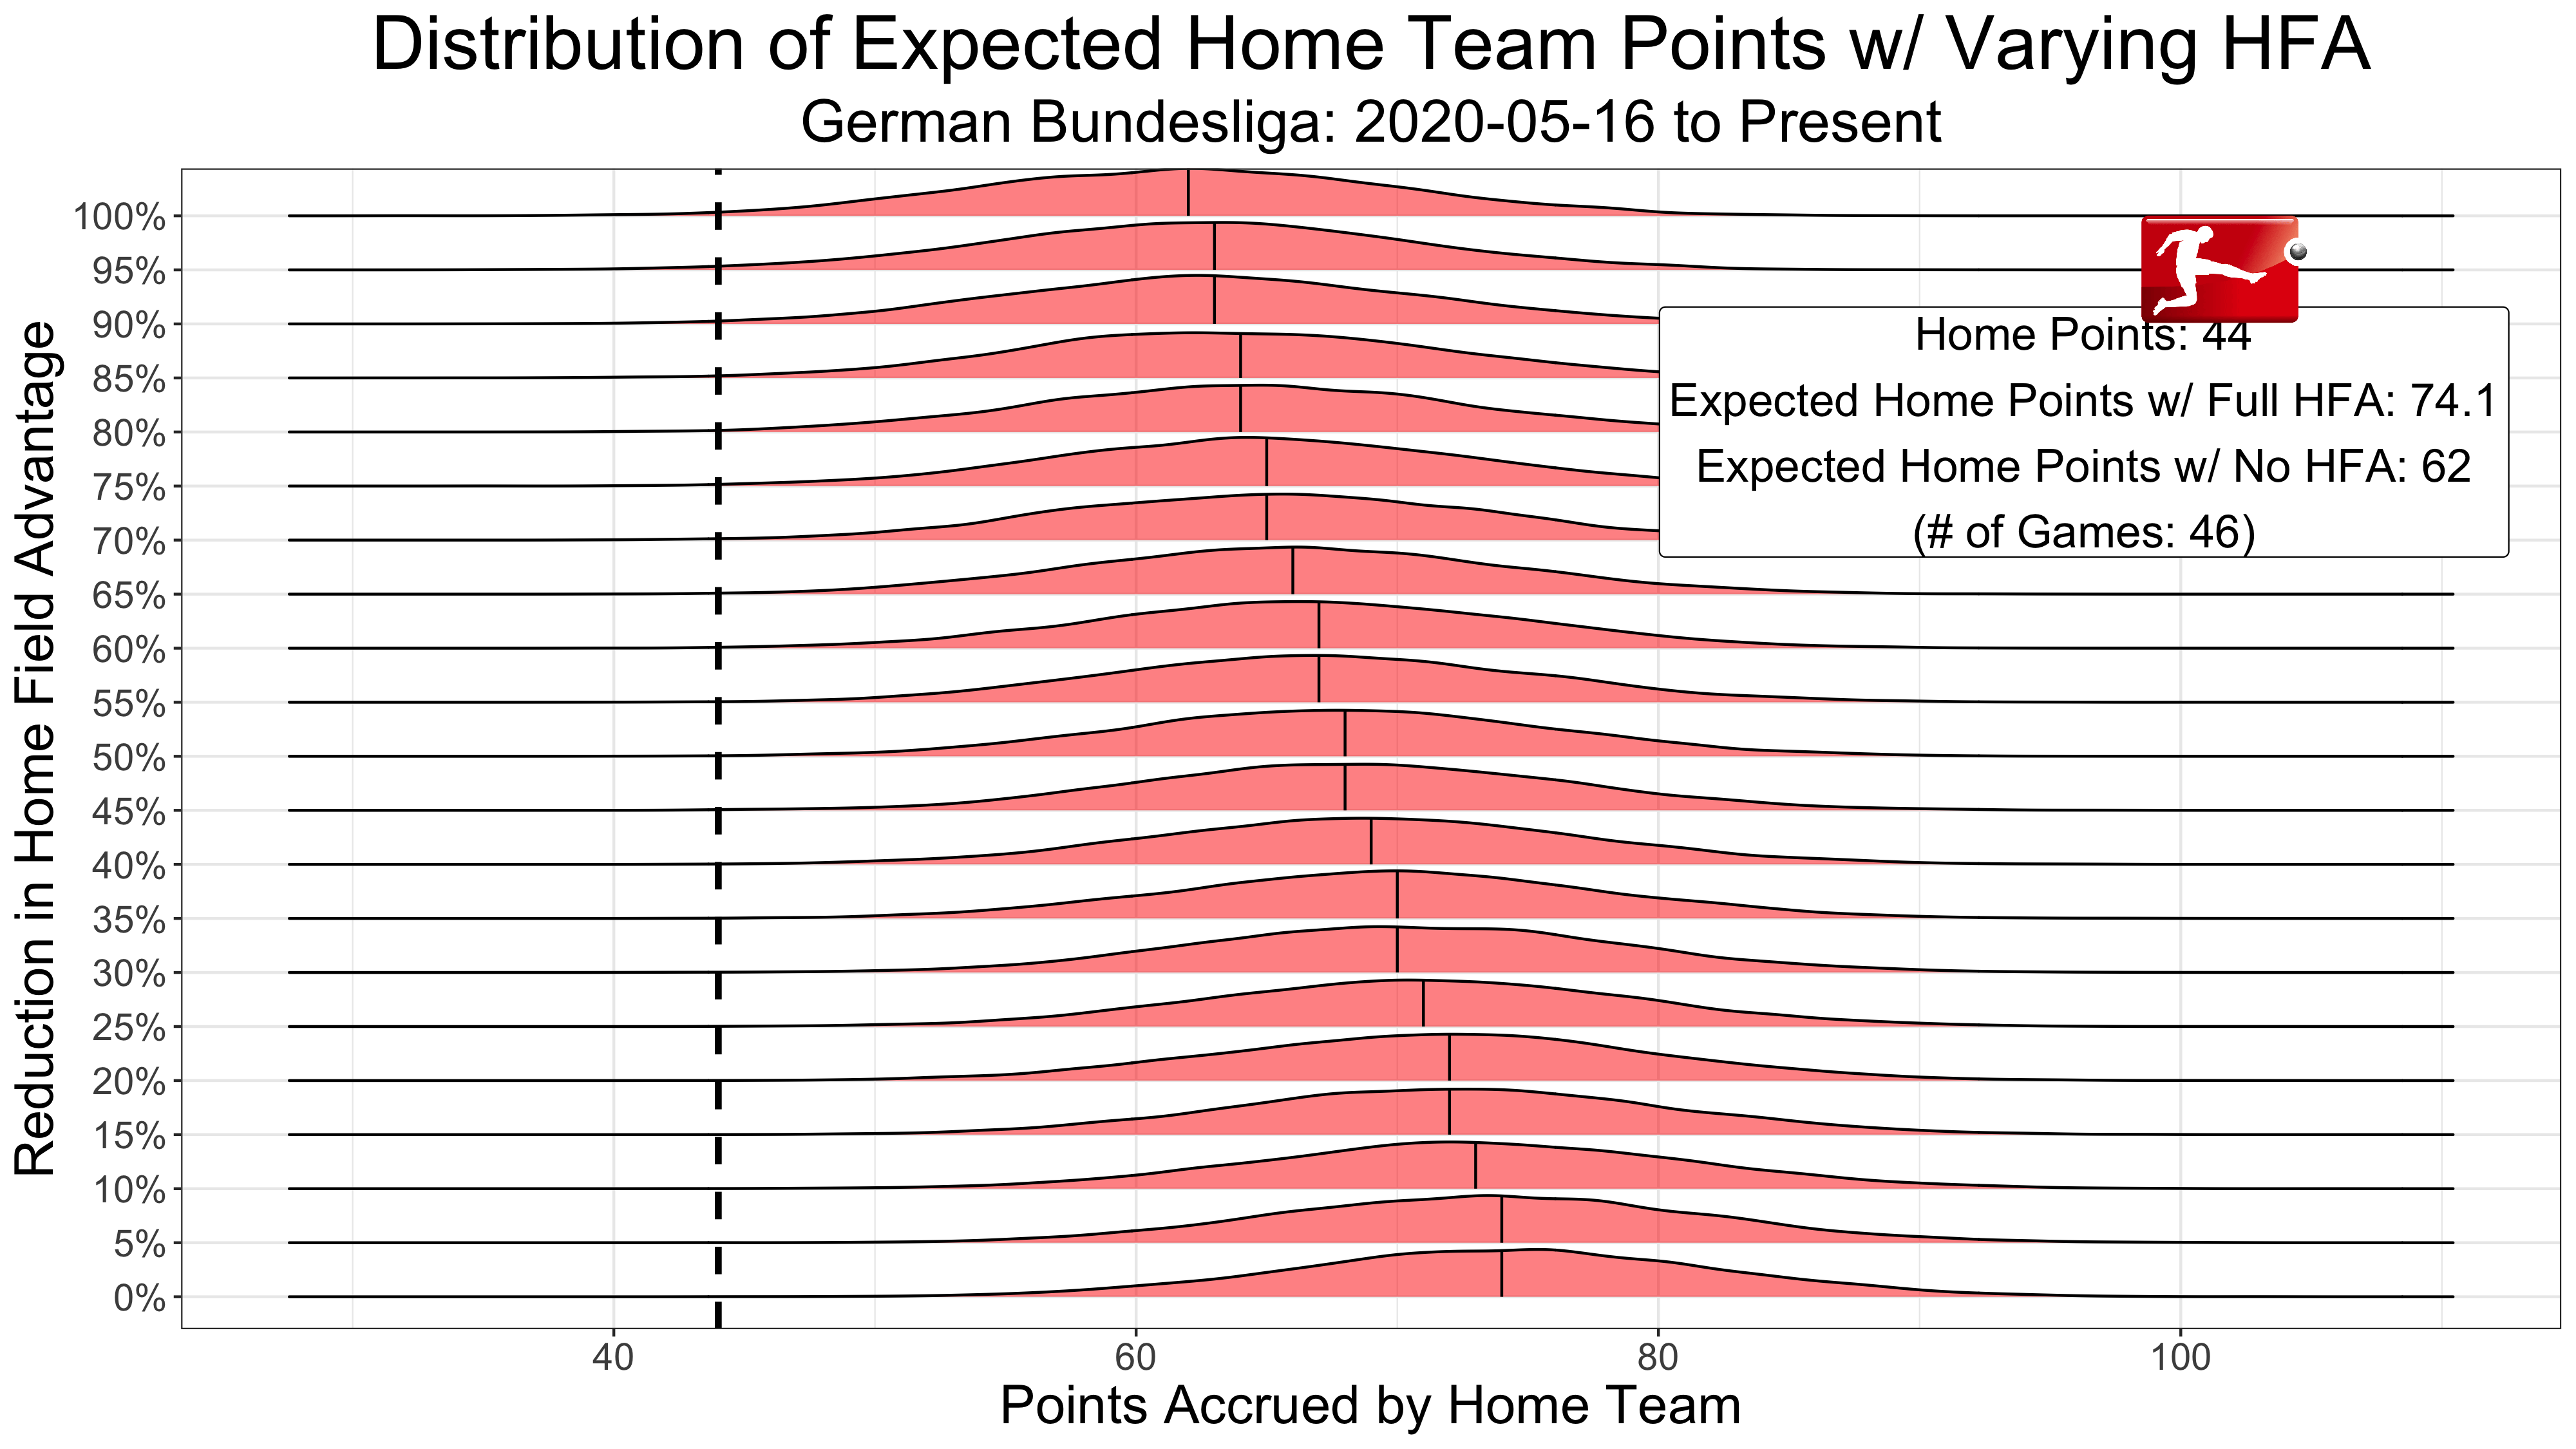 Distribution of Expected Home Team Points w/ Varying HFA
German Bundesliga: 2020-05-16 to Present
Reduction in Home Field Advantage
100%
95%
90%
85%
80%
75%
70%
65%
60%
55%
50%
45%
40%
35%
30%
25%
20%
15%
10%
5%
0%
Home Points: 44
Expected Home Points w/ Full HFA: 74.1
Expected Home Points w/ No HFA: 62
(# of Games: 46)
40 60 80 100
Points Accrued by Home Team